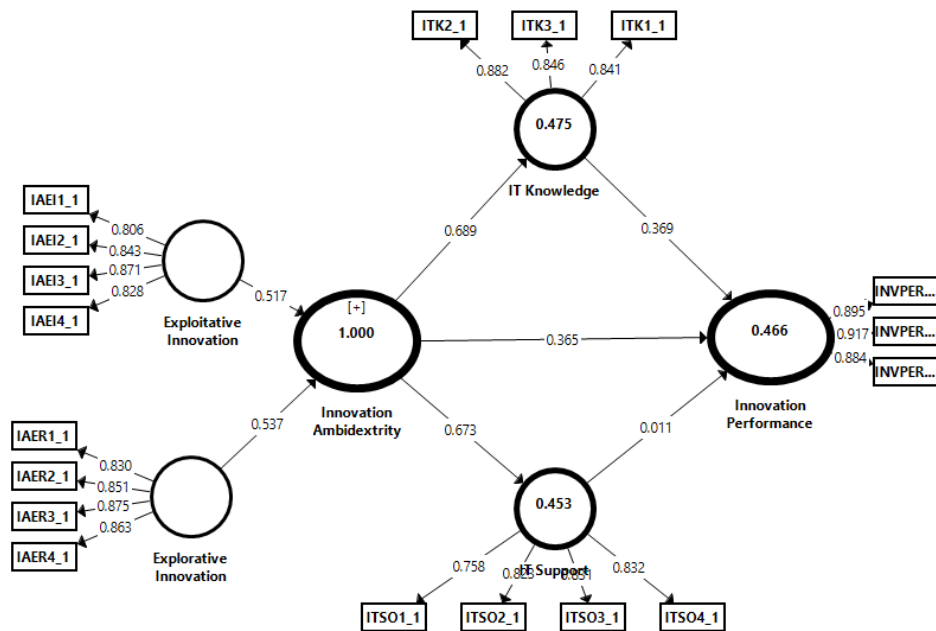 ITK2_1
ITK3_1
ITK1_1
0.882
0.846
0.841
0.475
IT Knowledge
IAEI1_1
IAEI2_1
IAEI3_1
IAEI4_1
0.806
0.843
0.871
0.828
Exploitative
Innovation
0.517
0.689
0.369
[+]
1.000
Innovation
Ambidextrity
0.365
0.466
Innovation
Performance
0.895
0.917
0.884
INVPER...
INVPER...
INVPER...
0.537
0.673
0.011
IAER1_1
IAER2_1
IAER3_1
IAER4_1
0.830
0.851
0.875
0.863
Explorative
Innovation
0.453
IT Support
0.758
0.832
ITSO1_1
ITSO2_1
ITSO3_1
ITSO4_1